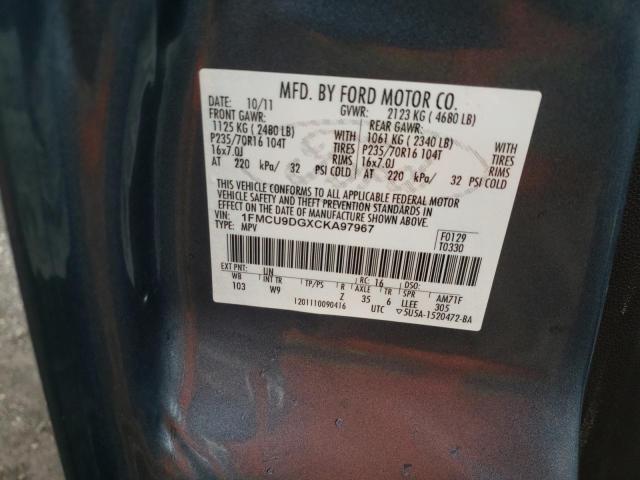 MFD. BY FORD MOTOR CO.
DATE: 10/11 GVWR: 2123 KG ( 4680 LB)
FRONT GAWR: REAR GAWR:
1125 KG ( 2480 LB) WITH 1061 KG ( 2340 LB) WITH
P235/70R16 104T TIRES P235/70R16 104T TIRES
16x7.0J RIMS 16x7.0J RIMS
AT 220 kPa/ 32 PSI COLD AT 220 kPa/ 32 PSI COLD
THIS VEHICLE CONFORMS TO ALL APPLICABLE FEDERAL MOTOR
VEHICLE SAFETY AND THEFT PREVENTION STANDARDS IN
EFFECT ON THE DATE OF MANUFACTURE SHOWN ABOVE.
VIN: 1FMCU9DGXCKA97967
TYPE: MPV
F0129
T0330
EXT PNT: UN RC: 16 DSO:
WB INT TR TP/PS R AXLE TR SPR AM71F
103 W9 Z 35 6 LLEE 305
1201110090416 UTC ▽5U5A-1520472-BA